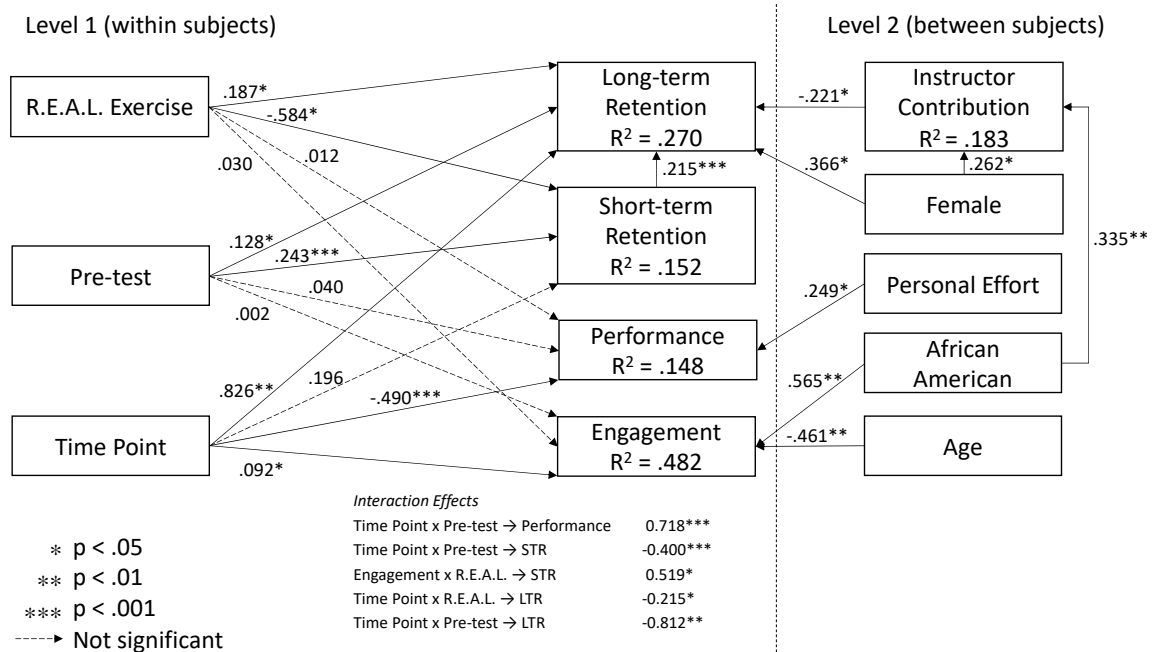 Level 1 (within subjects)
Level 2 (between subjects)
R.E.A.L. Exercise
Pre-test
Time Point
.187*
-.584*
.012
.030
.128*
.243***
.040
.002
.826**
.196
-.490***
.092*
Long-term
Retention
R² = .270
.215***
Short-term
Retention
R² = .152
Performance
R² = .148
Engagement
R² = .482
-.221*
.366*
.249*
.565**
-.461**
Instructor
Contribution
R² = .183
.262*
Female
.335**
Personal Effort
African
American
Age
Interaction Effects
Time Point x Pre-test → Performance 0.718***
Time Point x Pre-test → STR -0.400***
Engagement x R.E.A.L. → STR 0.519*
Time Point x R.E.A.L. → LTR -0.215*
Time Point x Pre-test → LTR -0.812**
* p < .05
** p < .01
*** p < .001
Not significant